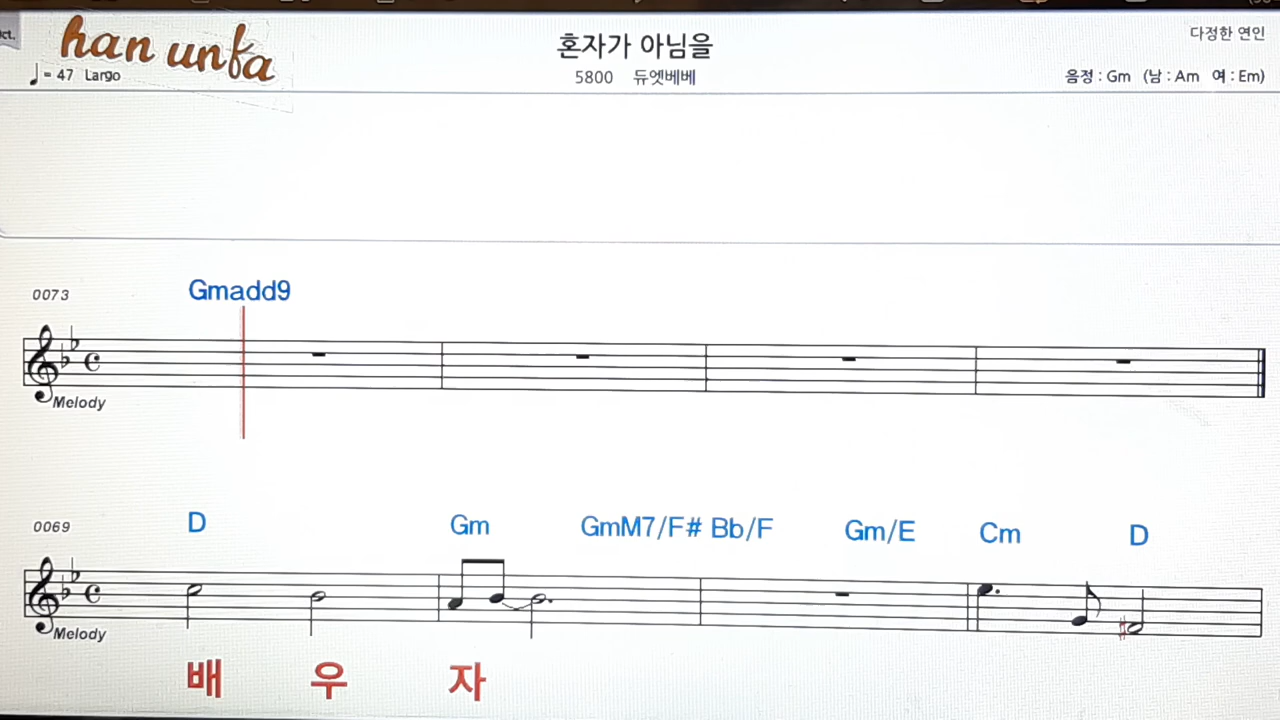 han unfa
혼자가 아님을
다정한 연인
♩= 47 Largo
5800 듀엣베베
음정 : Gm (남 : Am 여 : Em)
0073
Gmadd9
Melody
0069
D Gm GmM7/F# Bb/F Gm/E Cm D
Melody
배 우 자